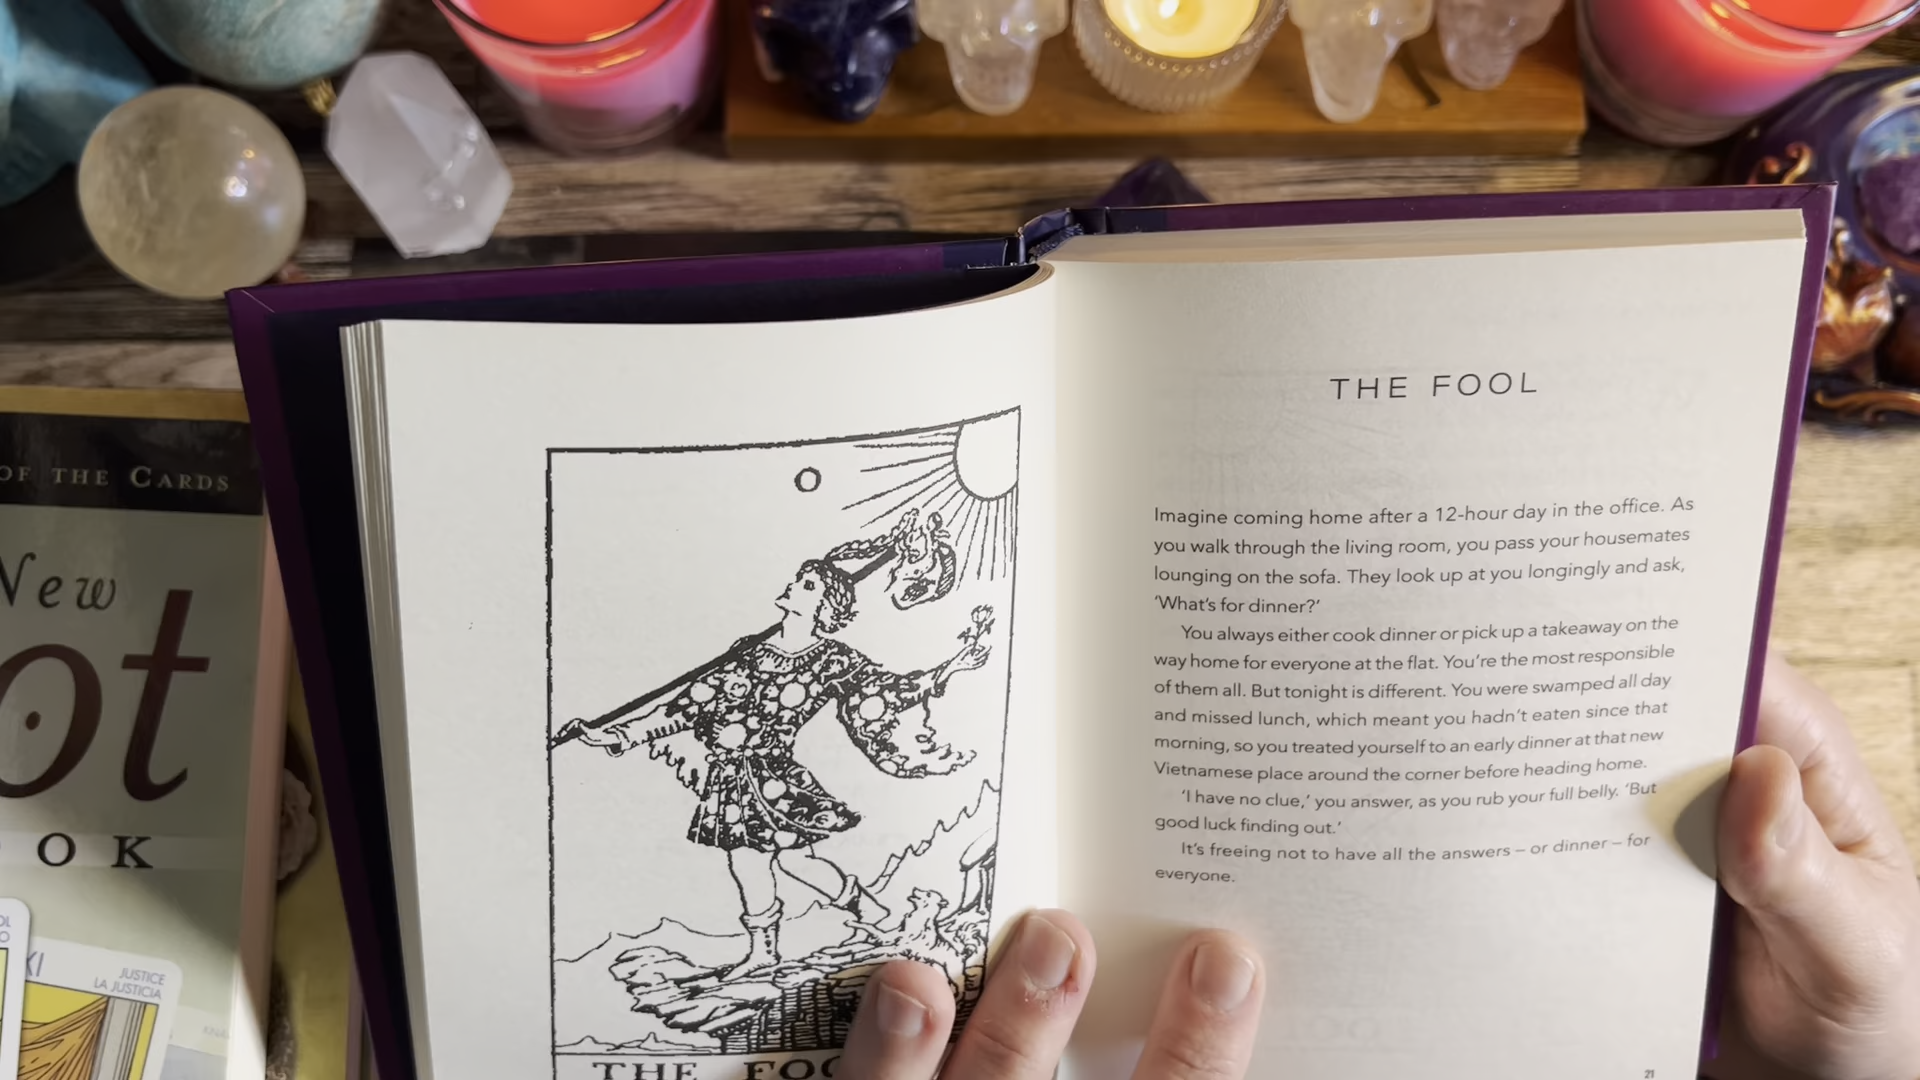 OF THE CARDS
New
ot
OK
XI
JUSTICE
LA JUSTICIA
O
THE FOO
THE FOOL
Imagine coming home after a 12-hour day in the office. As
you walk through the living room, you pass your housemates
lounging on the sofa. They look up at you longingly and ask,
‘What’s for dinner?’
You always either cook dinner or pick up a takeaway on the
way home for everyone at the flat. You’re the most responsible
of them all. But tonight is different. You were swamped all day
and missed lunch, which meant you hadn’t eaten since that
morning, so you treated yourself to an early dinner at that new
Vietnamese place around the corner before heading home.
‘I have no clue,’ you answer, as you rub your full belly. ‘But
good luck finding out.’
It’s freeing not to have all the answers – or dinner – for
everyone.
21